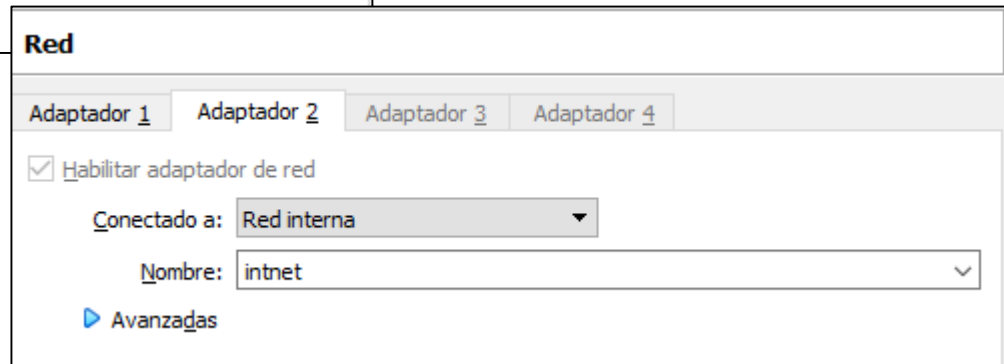 Red
Adaptador 1 Adaptador 2 Adaptador 3 Adaptador 4
Habilitar adaptador de red
Conectado a: Red interna
Nombre: intnet
Avanzadas